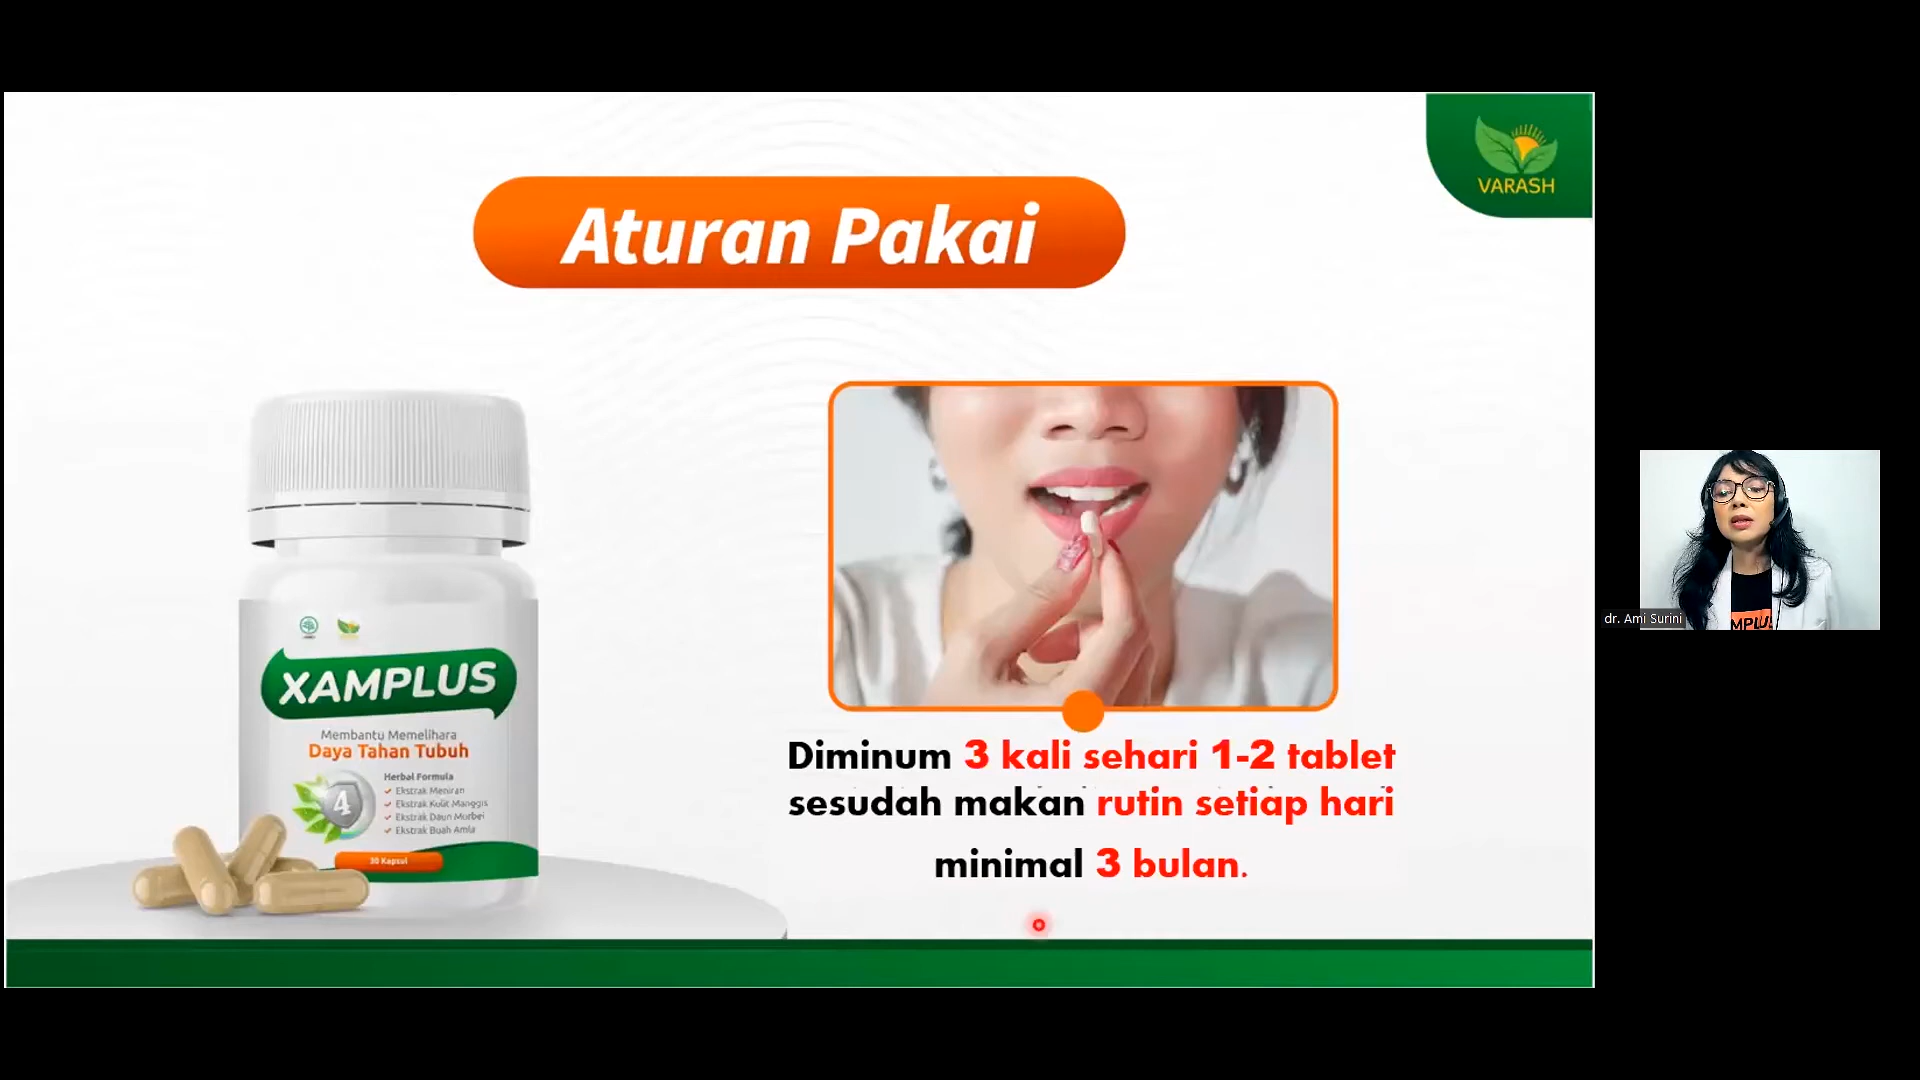 VARASH
Aturan Pakai
XAMPLUS
Membantu Memelihara
Daya Tahan Tubuh
Herbal Formula
4
Ekstrak Meniran
Ekstrak Kulit Manggis
Ekstrak Daun Murbei
Ekstrak Buah Amla
30 Kapsul
Diminum 3 kali sehari 1-2 tablet
sesudah makan rutin setiap hari
minimal 3 bulan.
dr. Ami Surini